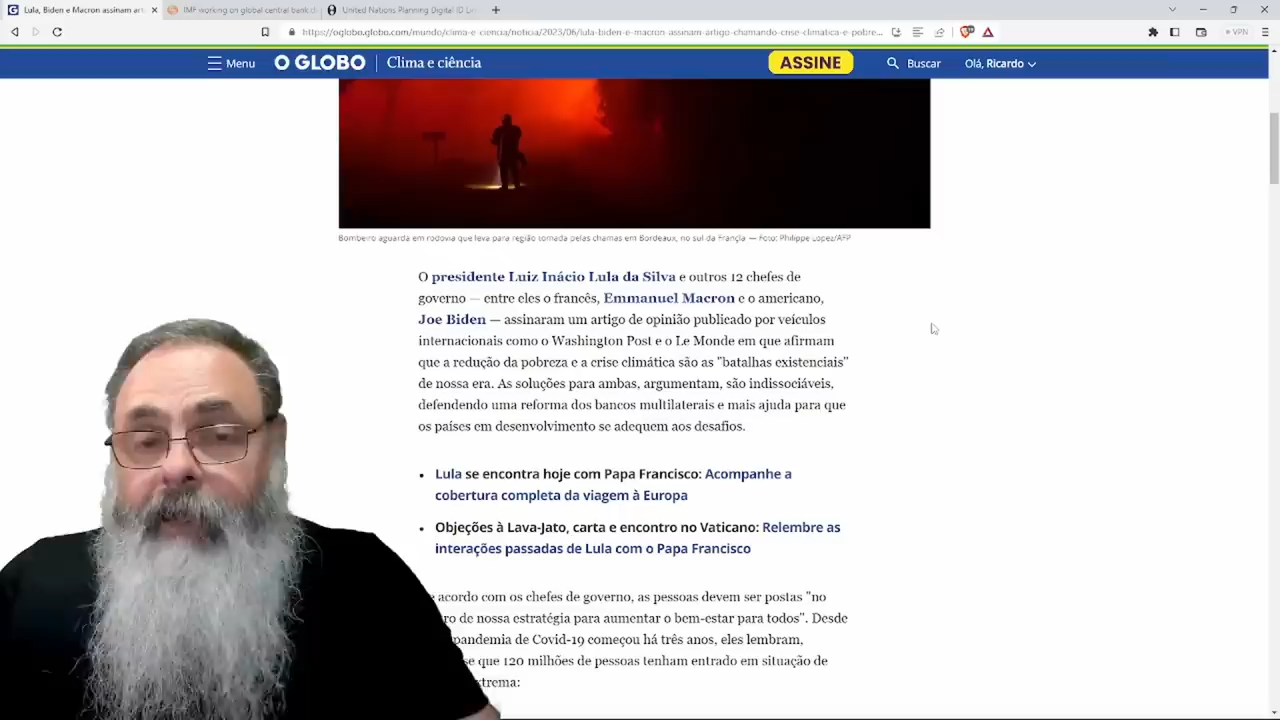 Lula, Biden e Macron assinam art
IMF working on global central bank di
United Nations Planning Digital ID Lin
https://oglobo.globo.com/mundo/clima-e-ciencia/noticia/2023/06/lula-biden-e-macron-assinam-artigo-chamando-crise-climatica-e-pobre...
VPN
Menu
O GLOBO
Clima e ciência
ASSINE
Buscar
Olá, Ricardo
Bombeiro aguarda em rodovia que leva para região tomada pelas chamas em Bordeaux, no sul da França — Foto: Philippe Lopez/AFP
O presidente Luiz Inácio Lula da Silva e outros 12 chefes de
governo — entre eles o francês, Emmanuel Macron e o americano,
Joe Biden — assinaram um artigo de opinião publicado por veículos
internacionais como o Washington Post e o Le Monde em que afirmam
que a redução da pobreza e a crise climática são as "batalhas existenciais"
de nossa era. As soluções para ambas, argumentam, são indissociáveis,
defendendo uma reforma dos bancos multilaterais e mais ajuda para que
os países em desenvolvimento se adequem aos desafios.
• Lula se encontra hoje com Papa Francisco: Acompanhe a
cobertura completa da viagem à Europa
• Objeções à Lava-Jato, carta e encontro no Vaticano: Relembre as
interações passadas de Lula com o Papa Francisco
acordo com os chefes de governo, as pessoas devem ser postas "no
ro de nossa estratégia para aumentar o bem-estar para todos". Desde
pandemia de Covid-19 começou há três anos, eles lembram,
se que 120 milhões de pessoas tenham entrado em situação de
xtrema: